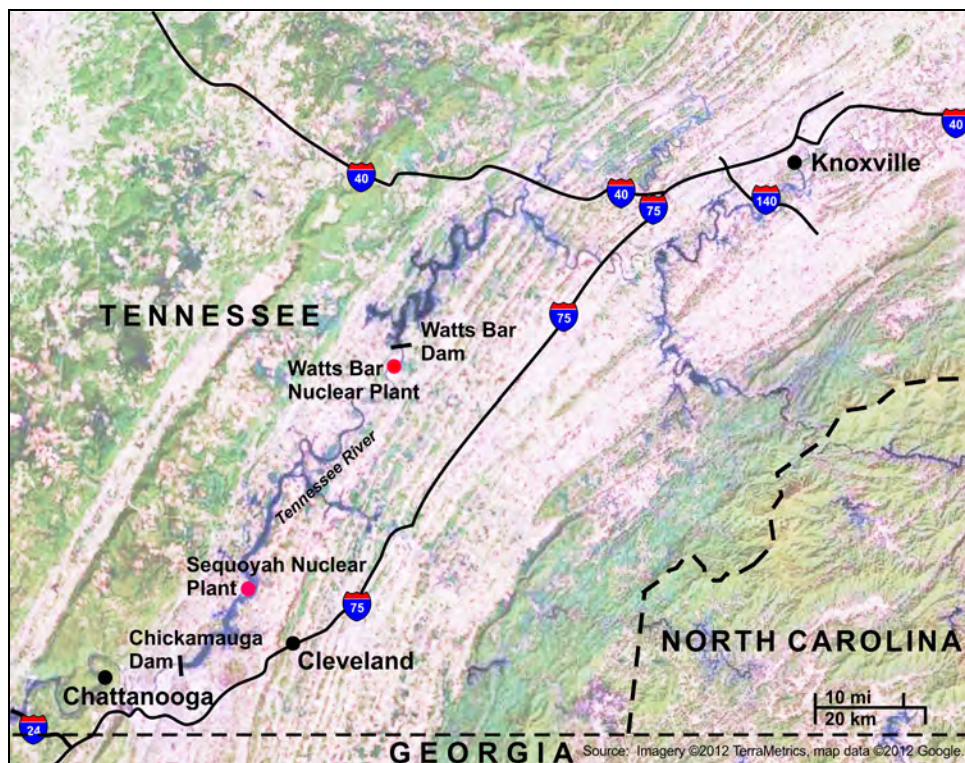 40
Knoxville
40
40
75
140
TENNESSEE
75
Watts Bar
Dam
Watts Bar
Nuclear Plant
Tennessee River
Sequoyah Nuclear
Plant
75
Chickamauga
Dam
Cleveland
NORTH CAROLINA
Chattanooga
10 mi
20 km
24
GEORGIA
Source: Imagery ©2012 TerraMetrics, map data ©2012 Google.